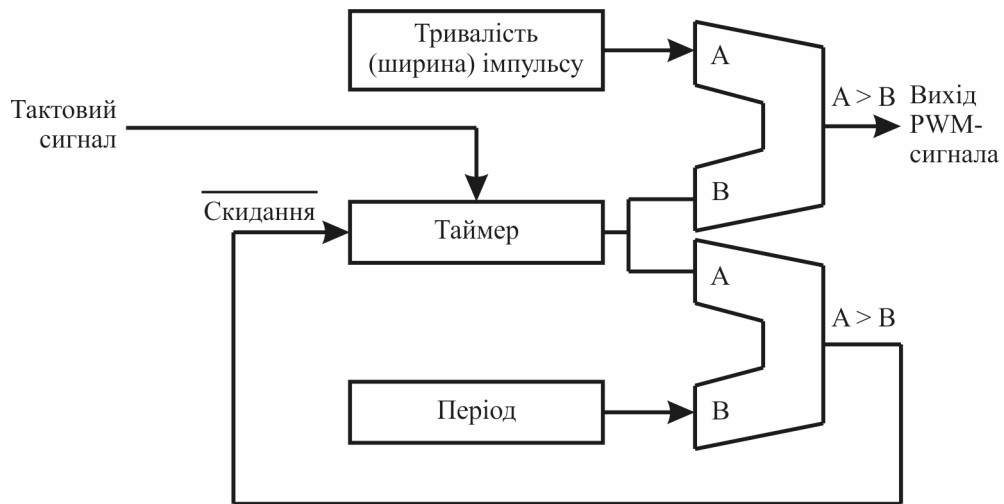 Тривалість
(ширина) імпульсу
A
A > B
Вихід
PWM-
сигнала
Тактовий
сигнал
B
Скидання
Таймер
A
A > B
Період
B